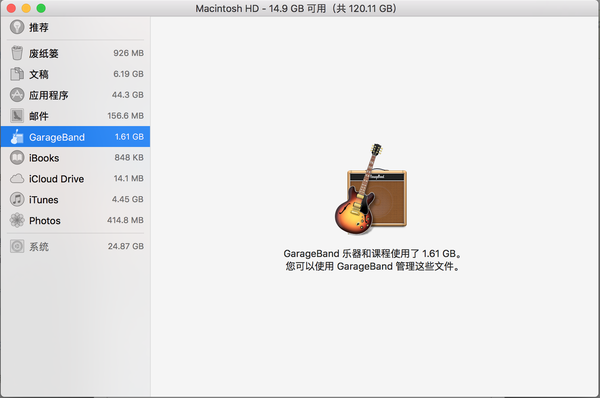 Macintosh HD - 14.9 GB 可用（共 120.11 GB）
推荐
废纸篓 926 MB
文稿 6.19 GB
应用程序 44.3 GB
邮件 156.6 MB
GarageBand 1.61 GB
iBooks 848 KB
iCloud Drive 14.1 MB
iTunes 4.45 GB
Photos 414.8 MB
系统 24.87 GB
GarageBand 乐器和课程使用了 1.61 GB。
您可以使用 GarageBand 管理这些文件。